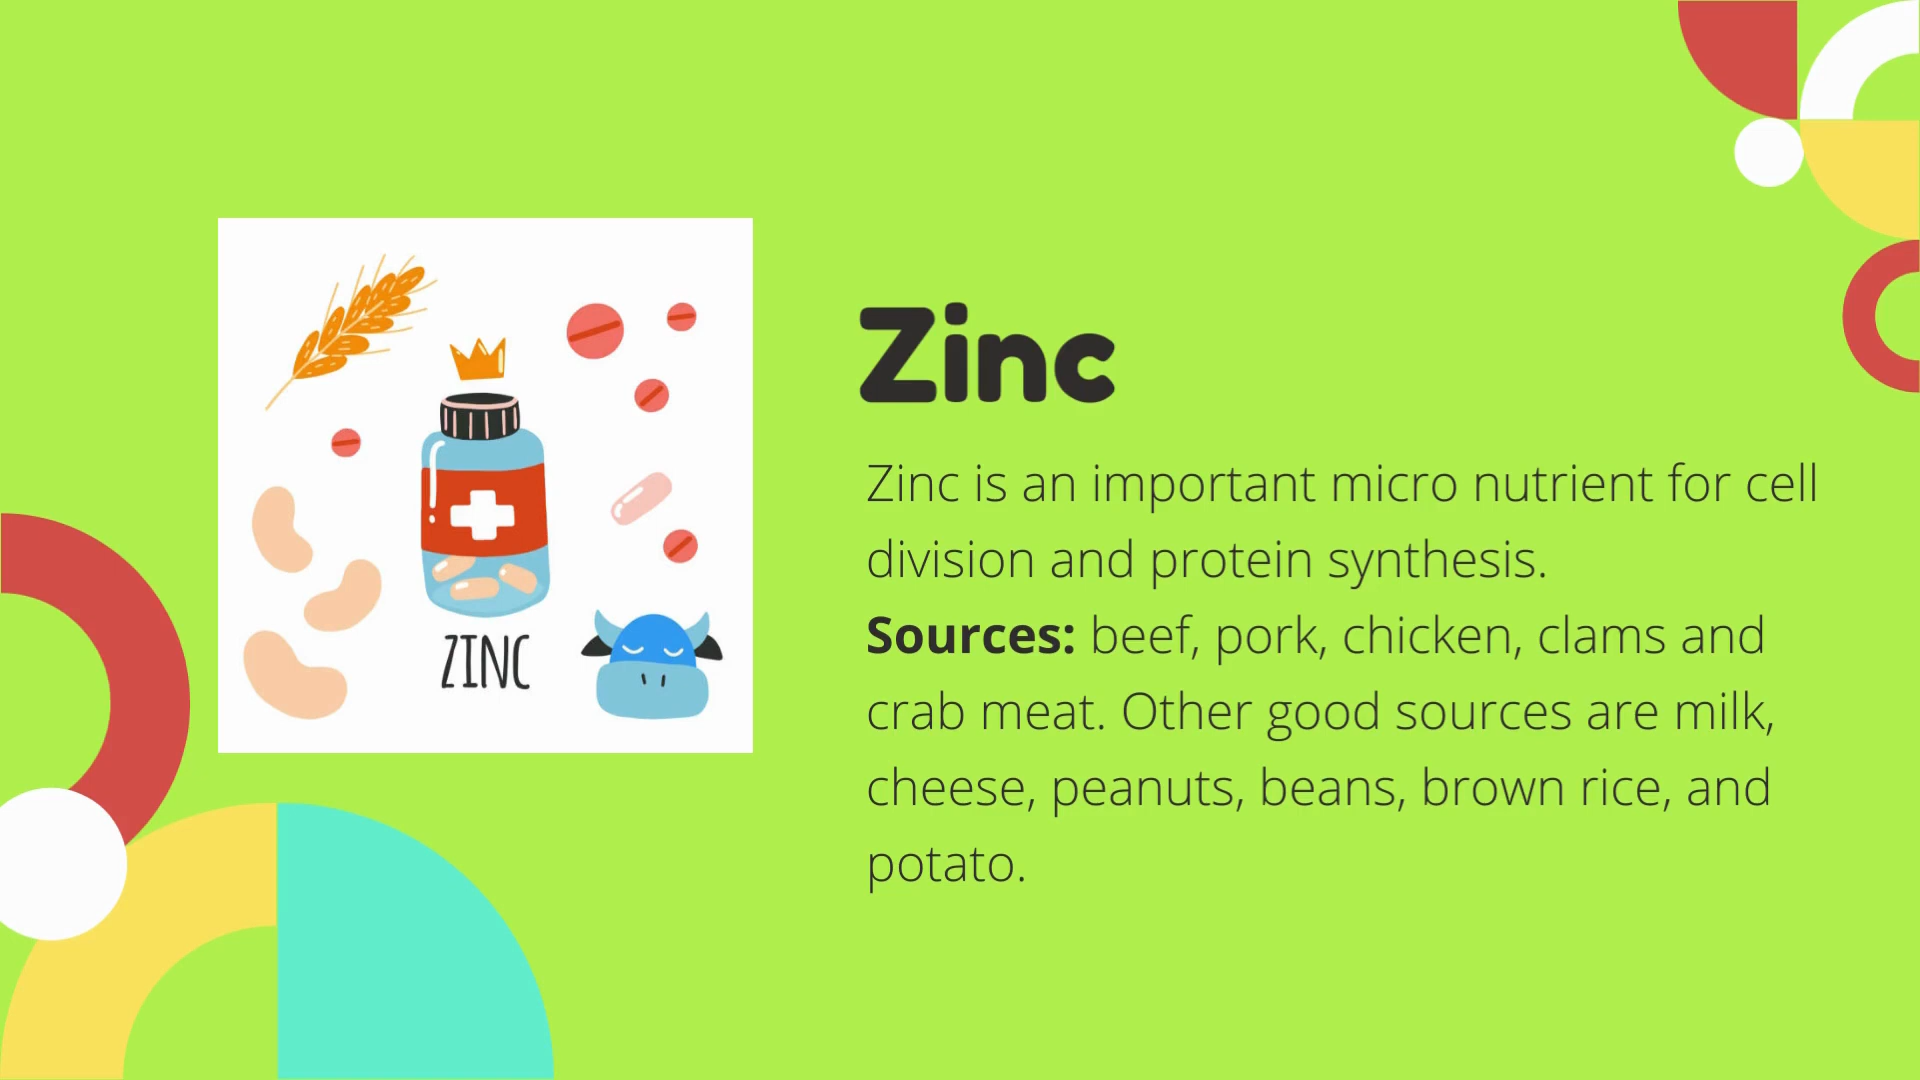 ZINC
Zinc
Zinc is an important micro nutrient for cell
division and protein synthesis.
Sources: beef, pork, chicken, clams and
crab meat. Other good sources are milk,
cheese, peanuts, beans, brown rice, and
potato.